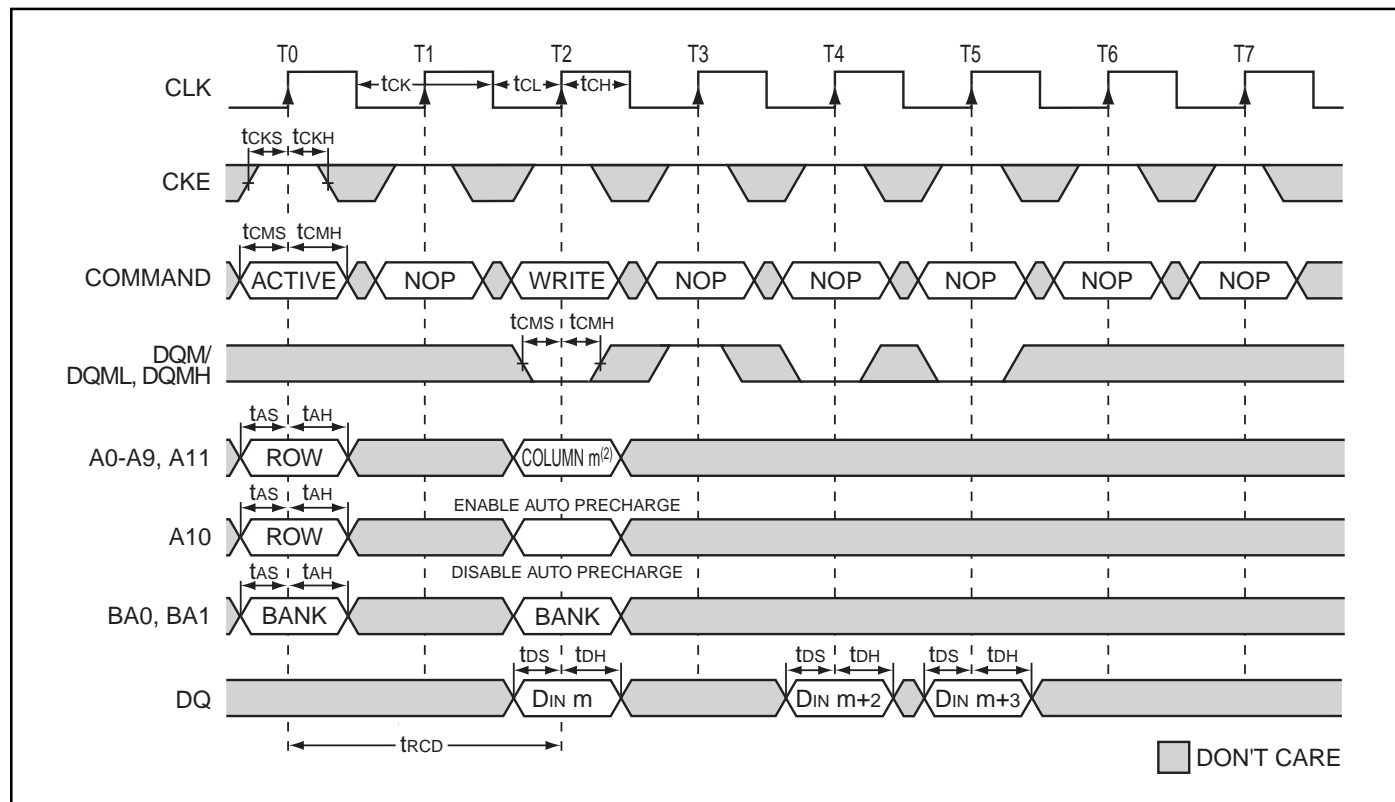 T0 T1 T2 T3 T4 T5 T6 T7
CLK tCK tCL tCH
tCKS tCKH
CKE
tCMS tCMH
COMMAND ACTIVE NOP WRITE NOP NOP NOP NOP NOP
tCMS tCMH
DQM/
DQML, DQMH
tAS tAH
A0-A9, A11 ROW COLUMN m(2)
tAS tAH ENABLE AUTO PRECHARGE
A10 ROW
tAS tAH DISABLE AUTO PRECHARGE
BA0, BA1 BANK BANK
tDS tDH tDS tDH tDS tDH
DQ DIN m DIN m+2 DIN m+3
tRCD
DON'T CARE